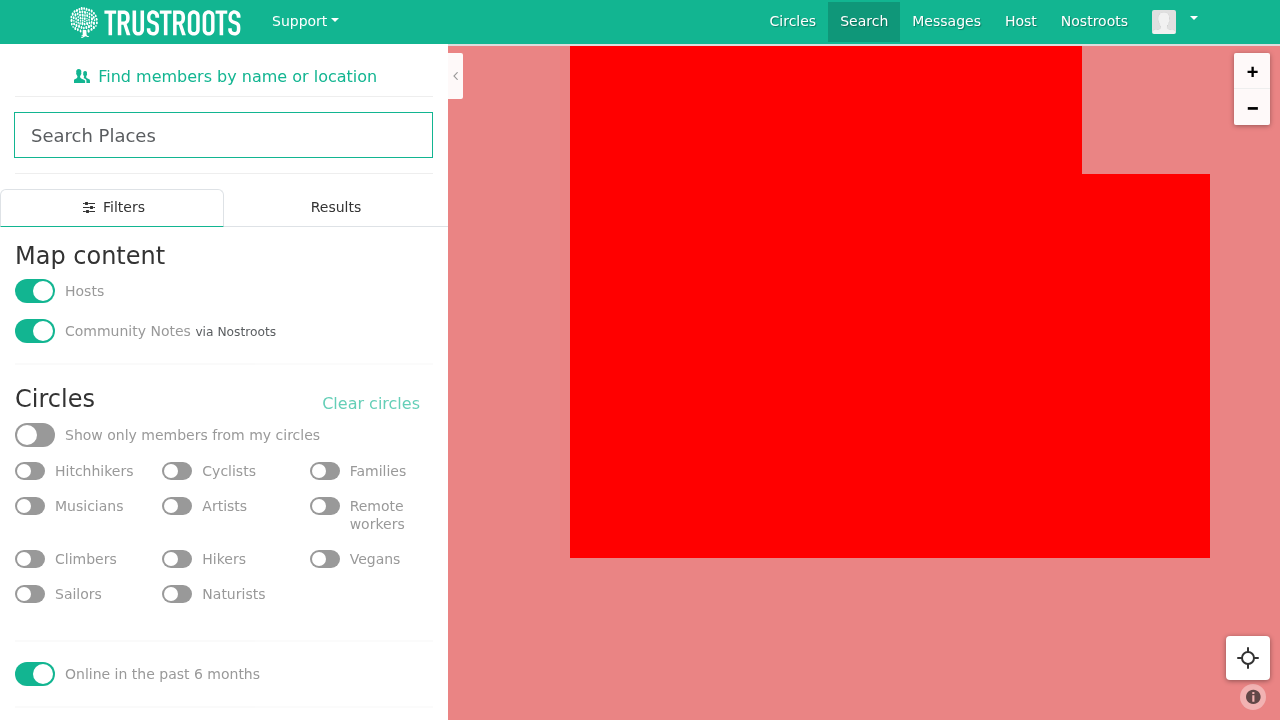 TRUSTROOTS
Support
Circles
Search
Messages
Host
Nostroots
Find members by name or location
Search Places
Filters
Results
Map content
Hosts
Community Notes via Nostroots
Circles
Clear circles
Show only members from my circles
Hitchhikers
Cyclists
Families
Musicians
Artists
Remote
workers
Climbers
Hikers
Vegans
Sailors
Naturists
Online in the past 6 months
+
−